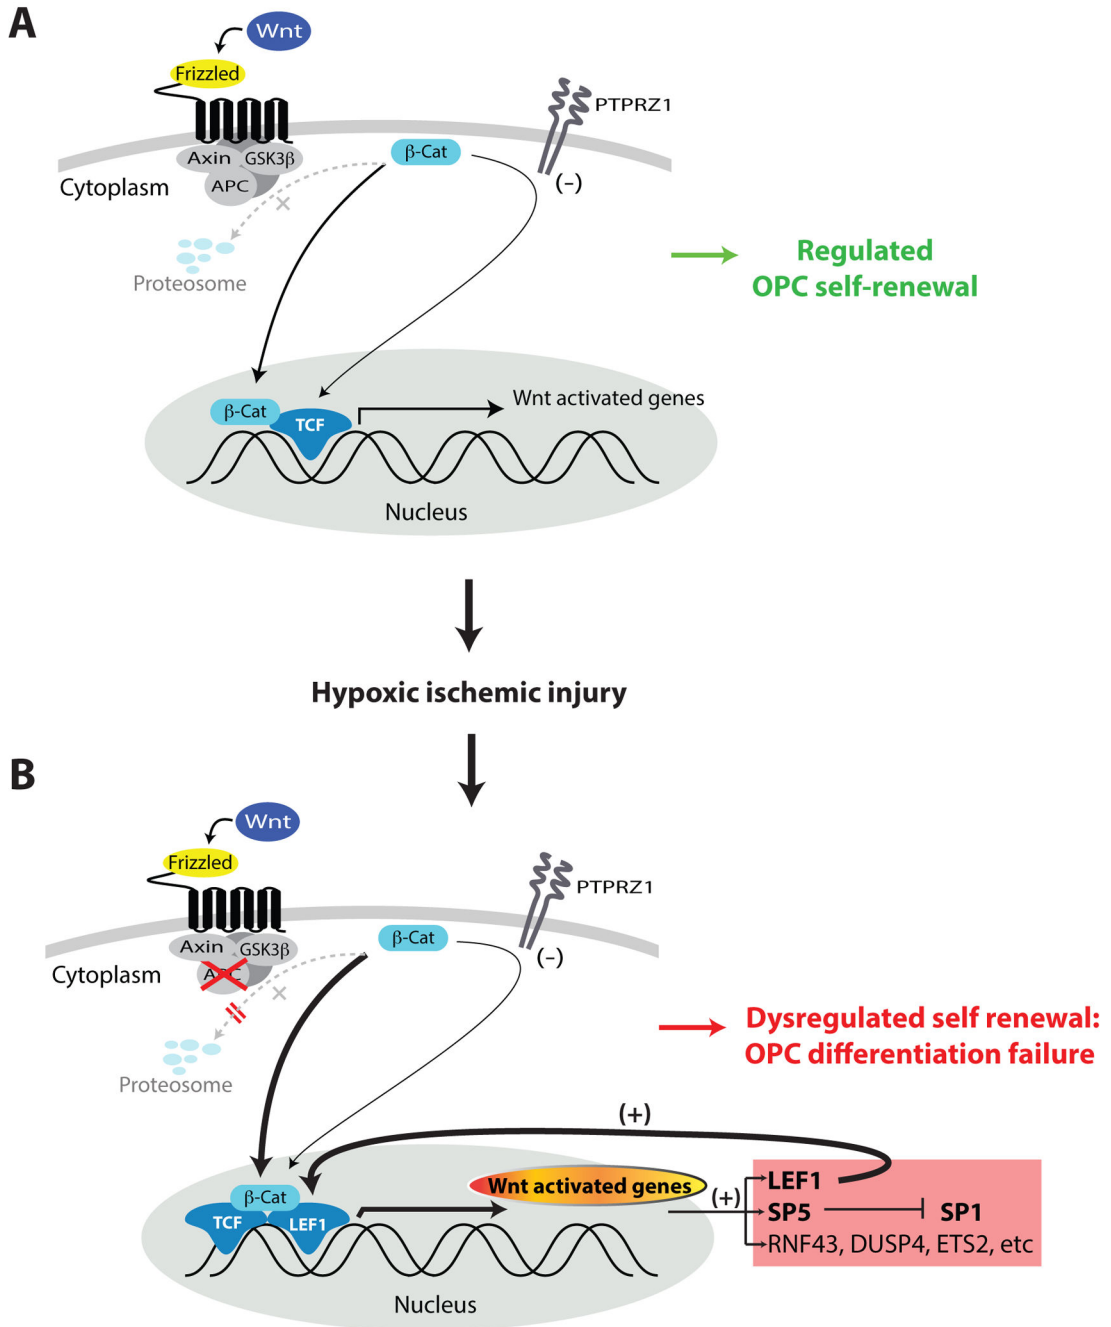 A
Wnt
Frizzled
PTPRZ1
Axin
GSK3β
β-Cat
APC
(–)
Cytoplasm
×
Proteosome
Regulated
OPC self-renewal
Wnt activated genes
β-Cat
TCF
Nucleus
Hypoxic ischemic injury
B
Wnt
Frizzled
PTPRZ1
Axin
GSK3β
β-Cat
APC
(–)
Cytoplasm
×
Proteosome
Dysregulated self renewal:
OPC differentiation failure
(+)
β-Cat
TCF
LEF1
Wnt activated genes
(+)
LEF1
SP5
SP1
RNF43, DUSP4, ETS2, etc
Nucleus